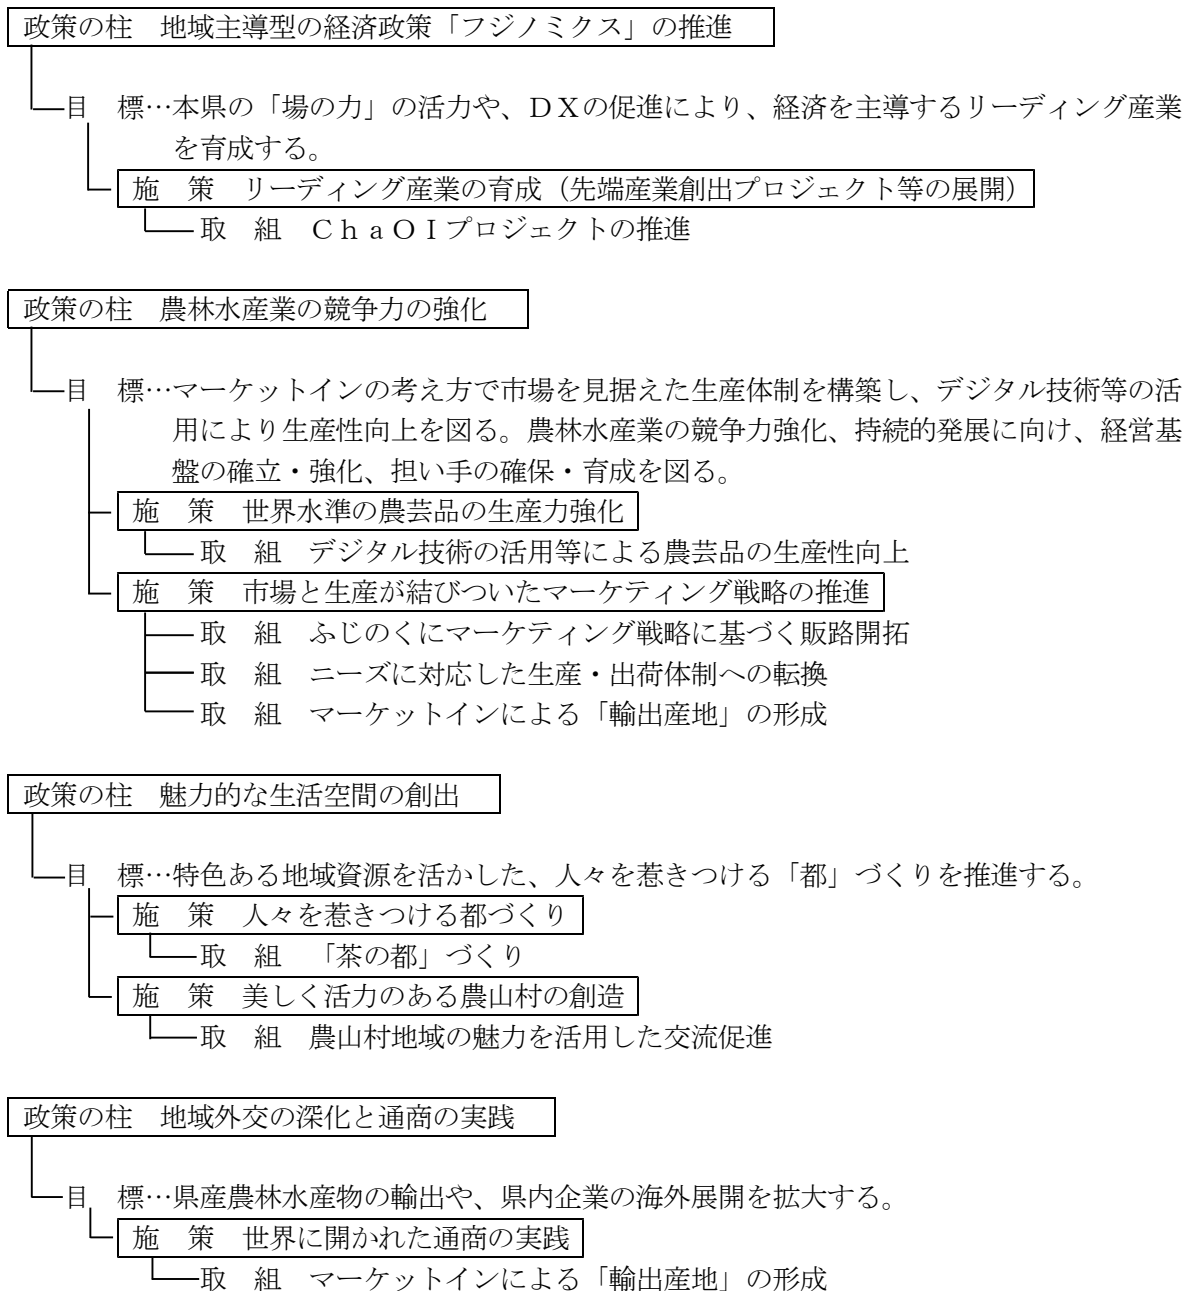 政策の柱　地域主導型の経済政策「フジノミクス」の推進
目　標…本県の「場の力」の活力や、ＤＸの促進により、経済を主導するリーディング産業
を育成する。
施　策　リーディング産業の育成（先端産業創出プロジェクト等の展開）
取　組　ＣｈａＯＩプロジェクトの推進
政策の柱　農林水産業の競争力の強化
目　標…マーケットインの考え方で市場を見据えた生産体制を構築し、デジタル技術等の活
用により生産性向上を図る。農林水産業の競争力強化、持続的発展に向け、経営基
盤の確立・強化、担い手の確保・育成を図る。
施　策　世界水準の農芸品の生産力強化
取　組　デジタル技術の活用等による農芸品の生産性向上
施　策　市場と生産が結びついたマーケティング戦略の推進
取　組　ふじのくにマーケティング戦略に基づく販路開拓
取　組　ニーズに対応した生産・出荷体制への転換
取　組　マーケットインによる「輸出産地」の形成
政策の柱　魅力的な生活空間の創出
目　標…特色ある地域資源を活かした、人々を惹きつける「都」づくりを推進する。
施　策　人々を惹きつける都づくり
取　組　「茶の都」づくり
施　策　美しく活力のある農山村の創造
取　組　農山村地域の魅力を活用した交流促進
政策の柱　地域外交の深化と通商の実践
目　標…県産農林水産物の輸出や、県内企業の海外展開を拡大する。
施　策　世界に開かれた通商の実践
取　組　マーケットインによる「輸出産地」の形成